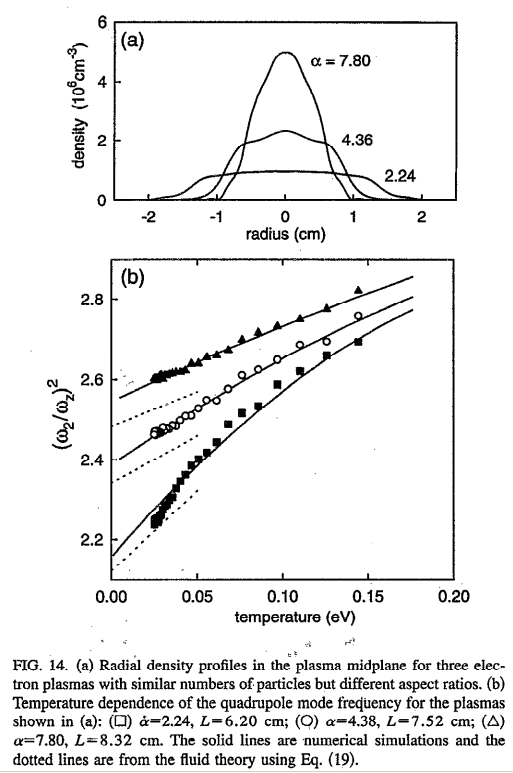 6
(a)
α = 7.80
4
4.36
2
2.24
0
density (10⁶cm⁻³)
-2 -1 0 1 2
radius (cm)
(b)
2.8
2.6
2.4
2.2
(ω₂/ω_z)²
0.00 0.05 0.10 0.15 0.20
temperature (eV)
FIG. 14. (a) Radial density profiles in the plasma midplane for three elec-
tron plasmas with similar numbers of particles but different aspect ratios. (b)
Temperature dependence of the quadrupole mode frequency for the plasmas
shown in (a): (□) α=2.24, L=6.20 cm; (○) α=4.38, L=7.52 cm; (△)
α=7.80, L=8.32 cm. The solid lines are numerical simulations and the
dotted lines are from the fluid theory using Eq. (19).